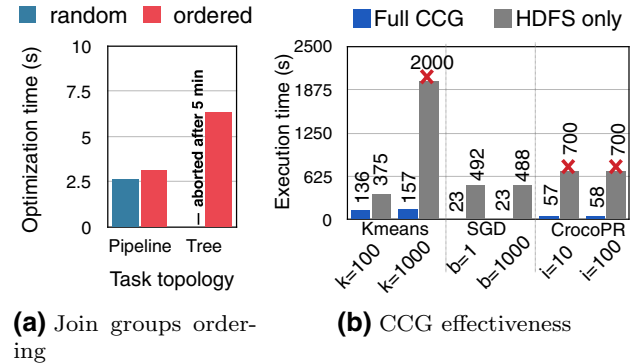 random ordered
Optimization time (s)
10
7.5
5
2.5
0
– aborted after 5 min
Pipeline Tree
Task topology
(a) Join groups order-
ing
Full CCG HDFS only
Execution time (s)
2500
1875
1250
625
0
136 375 157 2000 23 492 23 488 57 700 58 700
Kmeans SGD CrocoPR
k=100 k=1000 b=1 b=1000 i=10 i=100
(b) CCG effectiveness